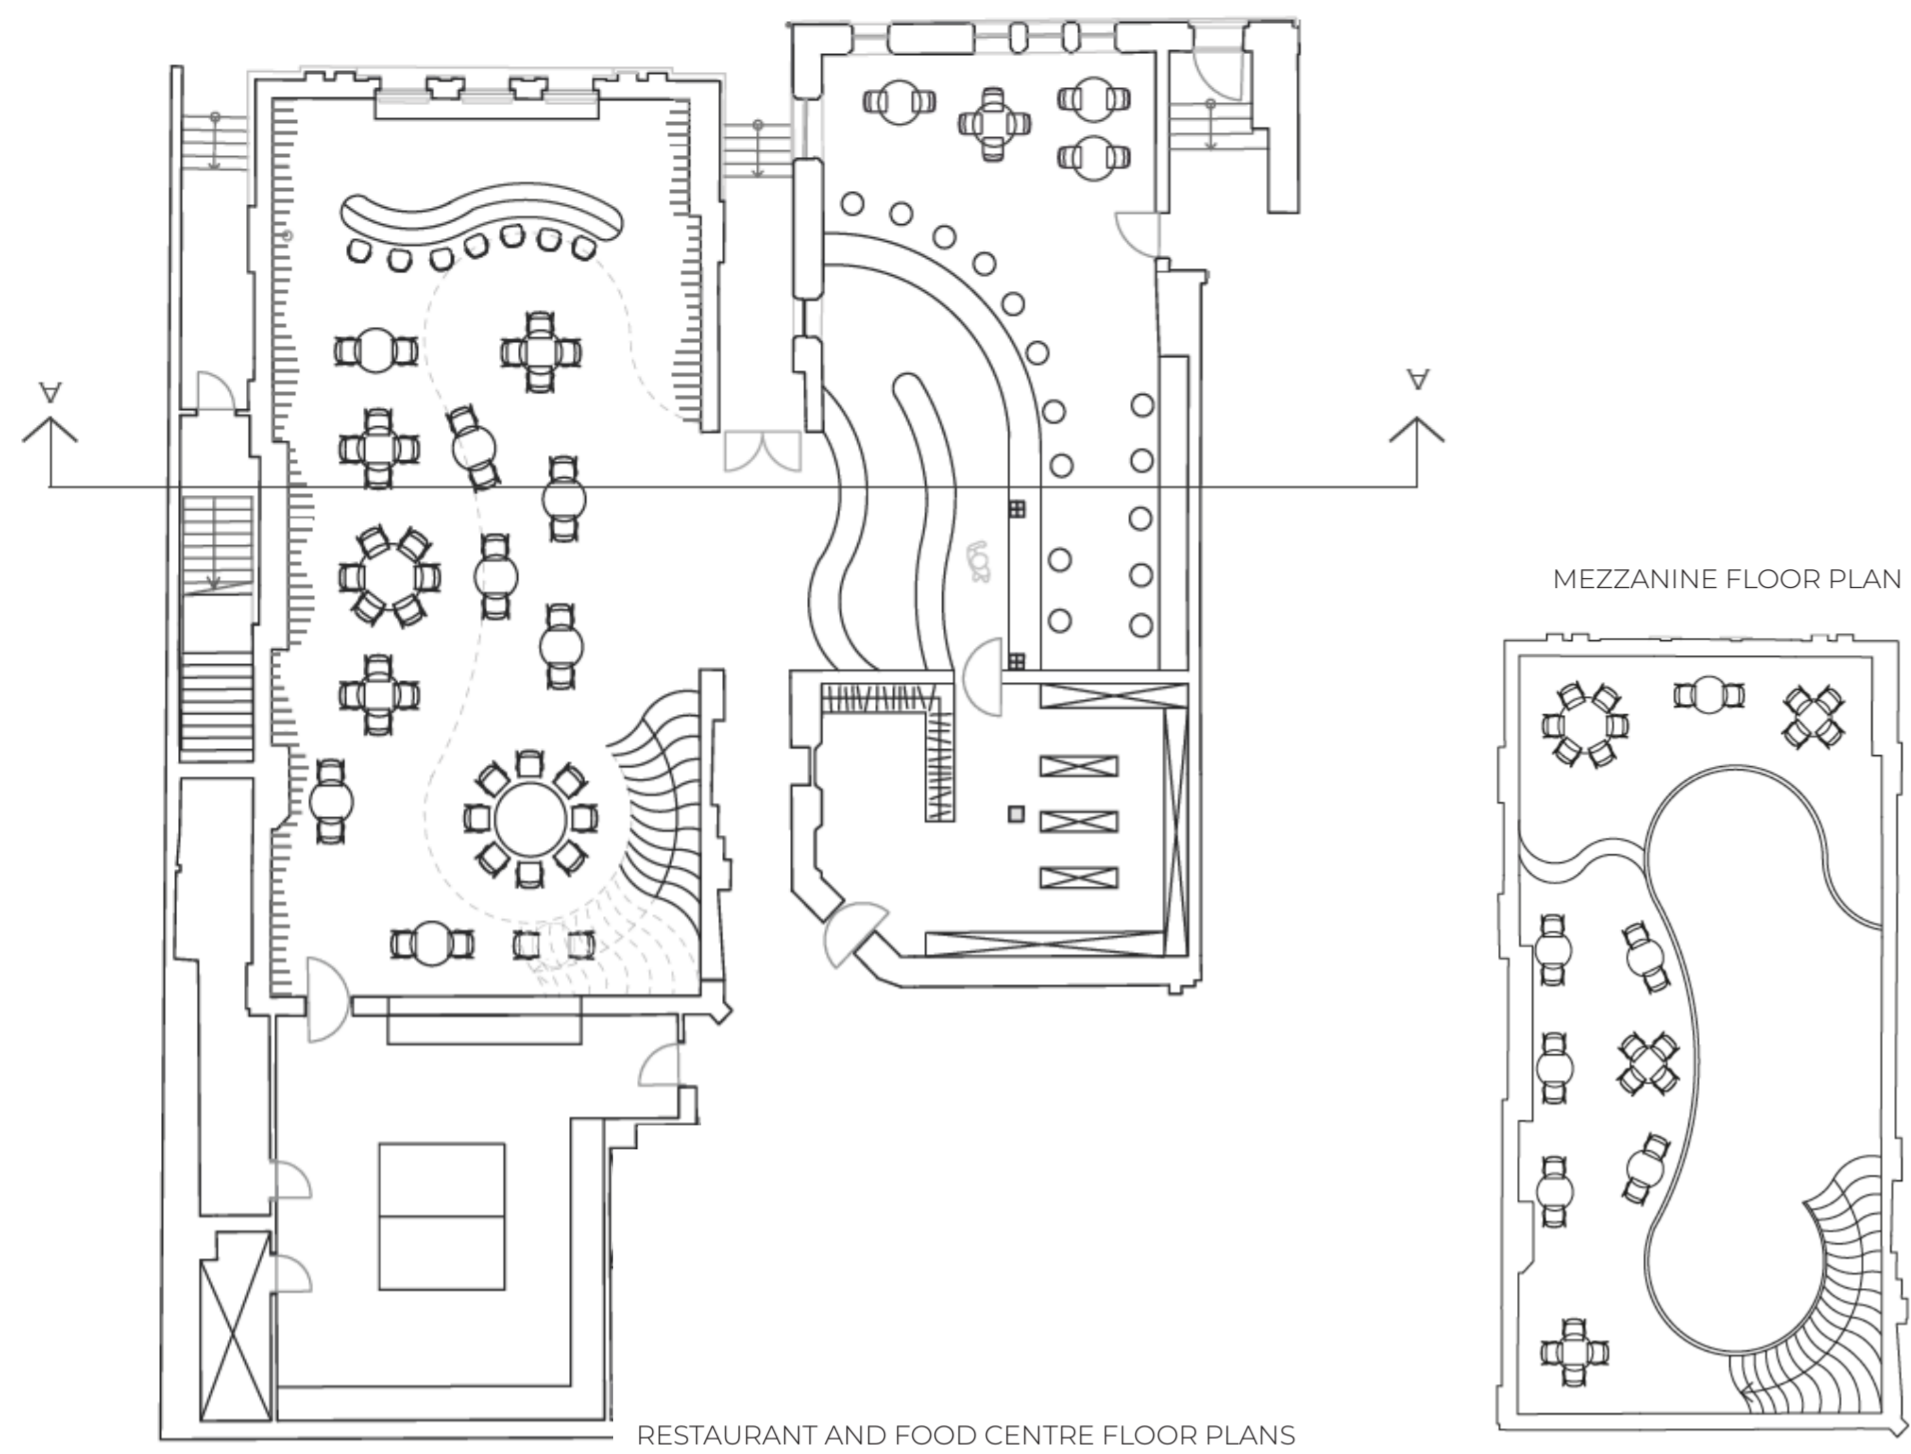 A
A
MEZZANINE FLOOR PLAN
RESTAURANT AND FOOD CENTRE FLOOR PLANS